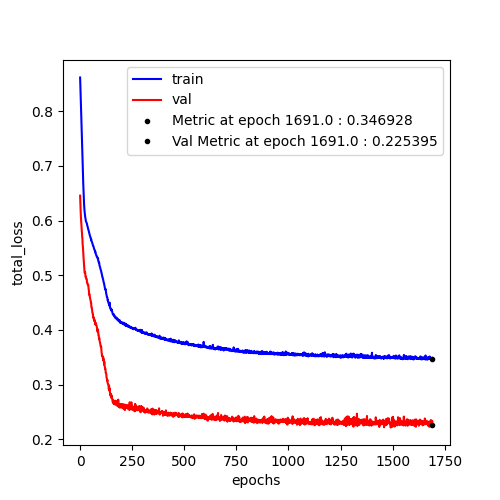 train
val
Metric at epoch 1691.0 : 0.346928
Val Metric at epoch 1691.0 : 0.225395
0.8
0.7
0.6
0.5
0.4
0.3
0.2
total_loss
0 250 500 750 1000 1250 1500 1750
epochs